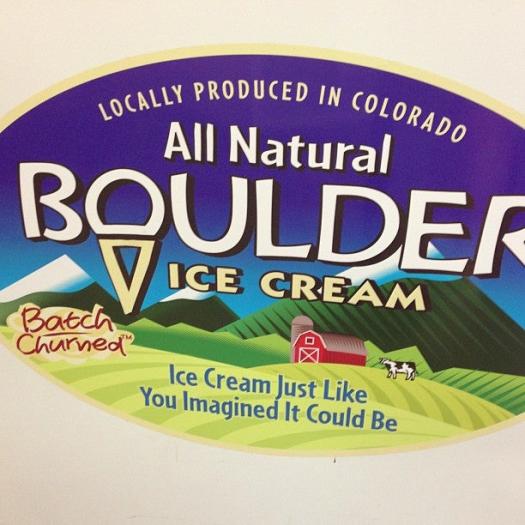 LOCALLY PRODUCED IN COLORADO
All Natural
BOULDER
ICE CREAM
Batch
Churned™
Ice Cream Just Like
You Imagined It Could Be